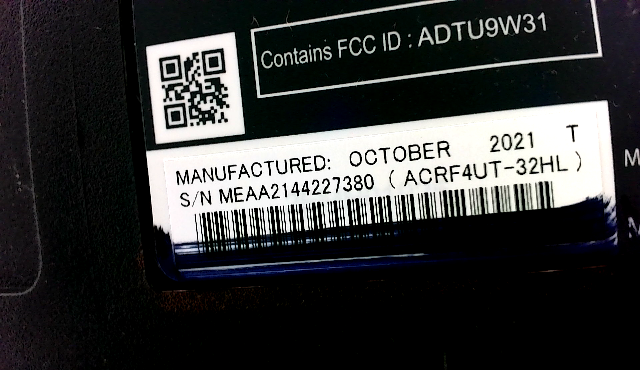 Contains FCC ID : ADTU9W31
MANUFACTURED: OCTOBER 2021 T
S/N MEAA2144227380 ( ACRF4UT-32HL )
M